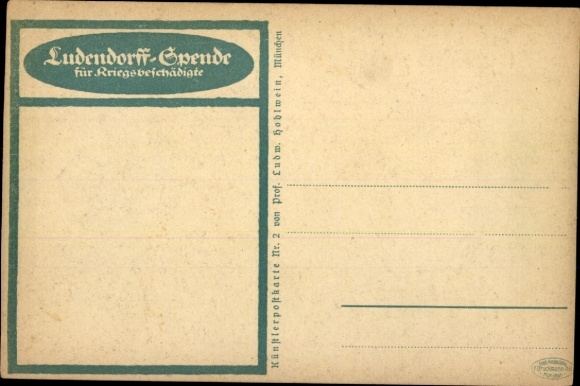 Ludendorff-Spende
für Kriegsbeschädigte
Künstlerpostkarte Nr. 2 von Prof. Ludw. Hohlwein, München